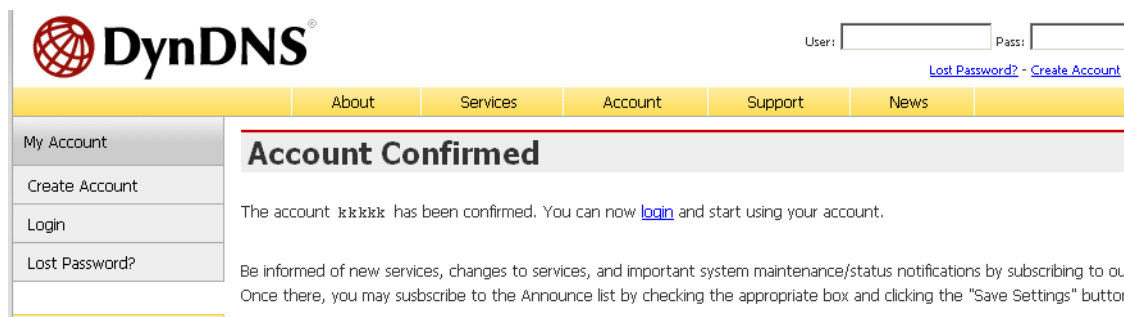 DynDNS®
User: Pass:
Lost Password? - Create Account
About Services Account Support News
My Account
Create Account
Login
Lost Password?
Account Confirmed
The account kkkkk has been confirmed. You can now login and start using your account.
Be informed of new services, changes to services, and important system maintenance/status notifications by subscribing to
Once there, you may susbscribe to the Announce list by checking the appropriate box and clicking the "Save Settings"